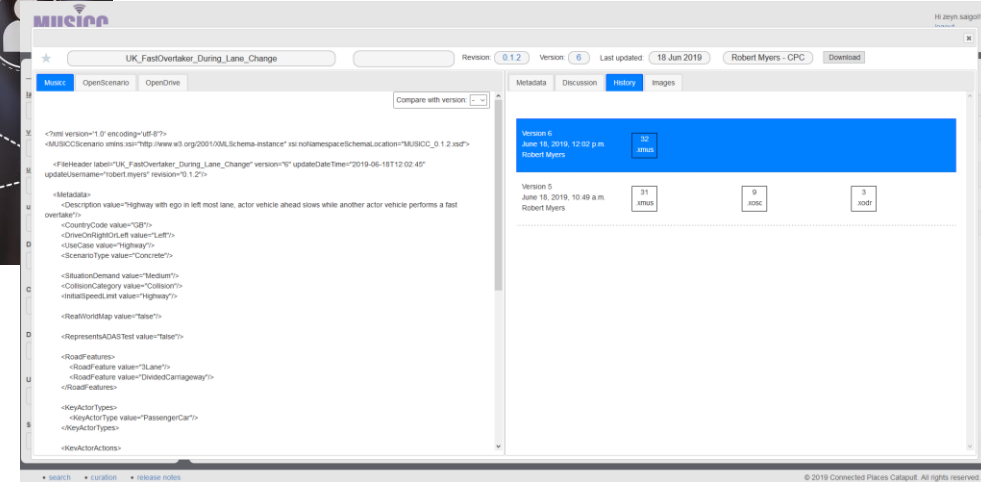 MUSICC
Hi zeyn.saigol!
logout
UK_FastOvertaker_During_Lane_Change
Revision: 0.1.2 Version: 6 Last updated: 18 Jun 2019 Robert Myers - CPC Download
Musicc OpenScenario OpenDrive
Compare with version: -
<?xml version='1.0' encoding='utf-8'?>
<MUSICCScenario xmlns:xsi="http://www.w3.org/2001/XMLSchema-instance" xsi:noNamespaceSchemaLocation="MUSICC_0.1.2.xsd">
<FileHeader label="UK_FastOvertaker_During_Lane_Change" version="6" updateDateTime="2019-06-18T12:02:45"
updateUsername="robert.myers" revision="0.1.2"/>
<Metadata>
<Description value="Highway with ego in left most lane, actor vehicle ahead slows while another actor vehicle performs a fast
overtake"/>
<CountryCode value="GB"/>
<DriveOnRightOrLeft value="Left"/>
<UseCase value="Highway"/>
<ScenarioType value="Concrete"/>
<SituationDemand value="Medium"/>
<CollisionCategory value="Collision"/>
<InitialSpeedLimit value="Highway"/>
<RealWorldMap value="false"/>
<RepresentsADASTest value="false"/>
<RoadFeatures>
<RoadFeature value="3Lane"/>
<RoadFeature value="DividedCarriageway"/>
</RoadFeatures>
<KeyActorTypes>
<KeyActorType value="PassengerCar"/>
</KeyActorTypes>
<KeyActorActions>
Metadata Discussion History Images
Version 6
June 18, 2019, 12:02 p.m.
Robert Myers
32
.xmus
Version 5
June 18, 2019, 10:49 a.m.
Robert Myers
31
.xmus
9
.xosc
3
.xodr
• search • curation • release notes
© 2019 Connected Places Catapult. All rights reserved.